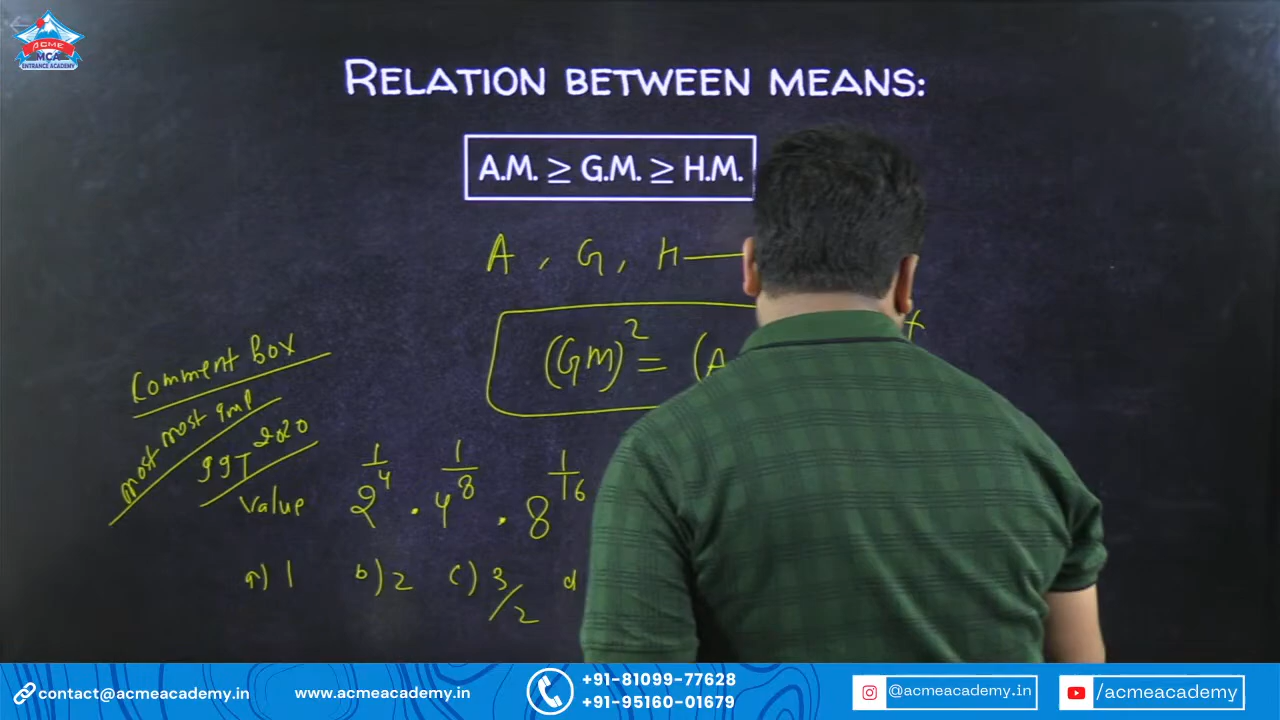 ACME
MCA
ENTRANCE ACADEMY
RELATION BETWEEN MEANS:
A.M. ≥ G.M. ≥ H.M.
A , G, H —
(GM)² = (A
Comment Box
most most imp
2020
Value 2^1/4 . 4^1/8 . 8^1/16
a) 1 b) 2 c) 3/2 d
contact@acmeacademy.in
www.acmeacademy.in
+91-81099-77628
+91-95160-01679
@acmeacademy.in
/acmeacademy